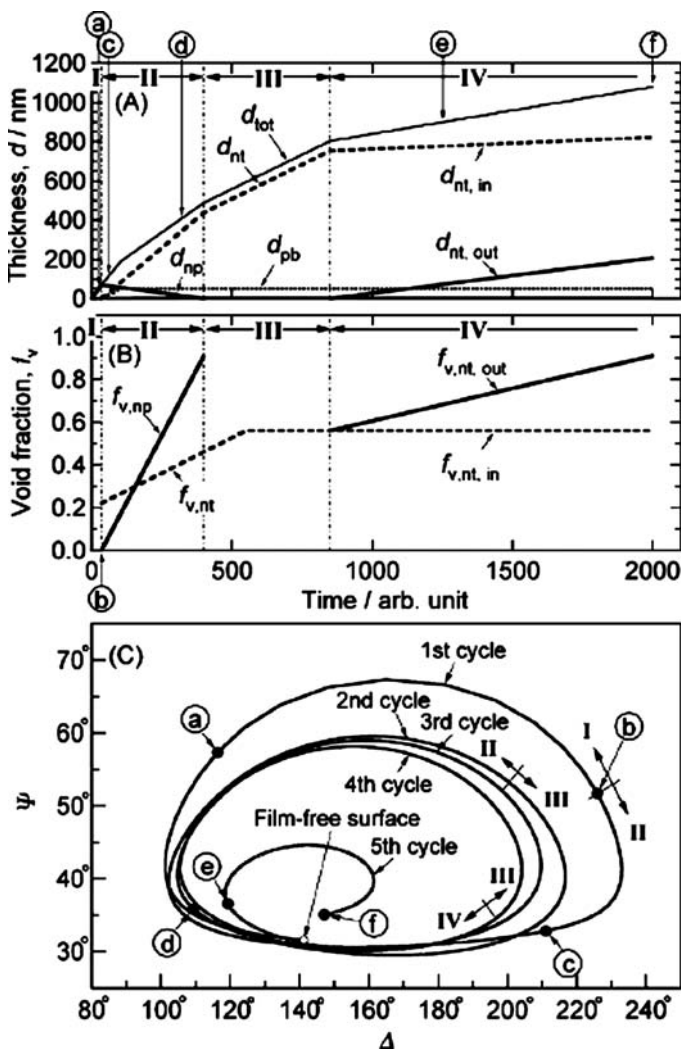 ⓐ
ⓒ ⓓ ⓔ ⓕ
1200
I II III IV
1000 (A)
Thickness, d / nm
800
d_tot
d_nt
600
d_nt, in
400
d_np d_pb d_nt, out
200
0
I II III IV
1.0 (B)
Void fraction, f_v
0.8
f_v,nt, out
f_v,np
0.6
0.4
f_v,nt f_v,nt, in
0.2
0.0
0 500 1000 1500 2000
ⓑ Time / arb. unit
(C)
70°
1st cycle
2nd cycle
60° ⓐ 3rd cycle I ⓑ
II
4th cycle III
Ψ 50° II
Film-free surface
5th cycle
40° ⓔ III
ⓕ IV
ⓓ
30° ⓒ
80° 100° 120° 140° 160° 180° 200° 220° 240°
Δ